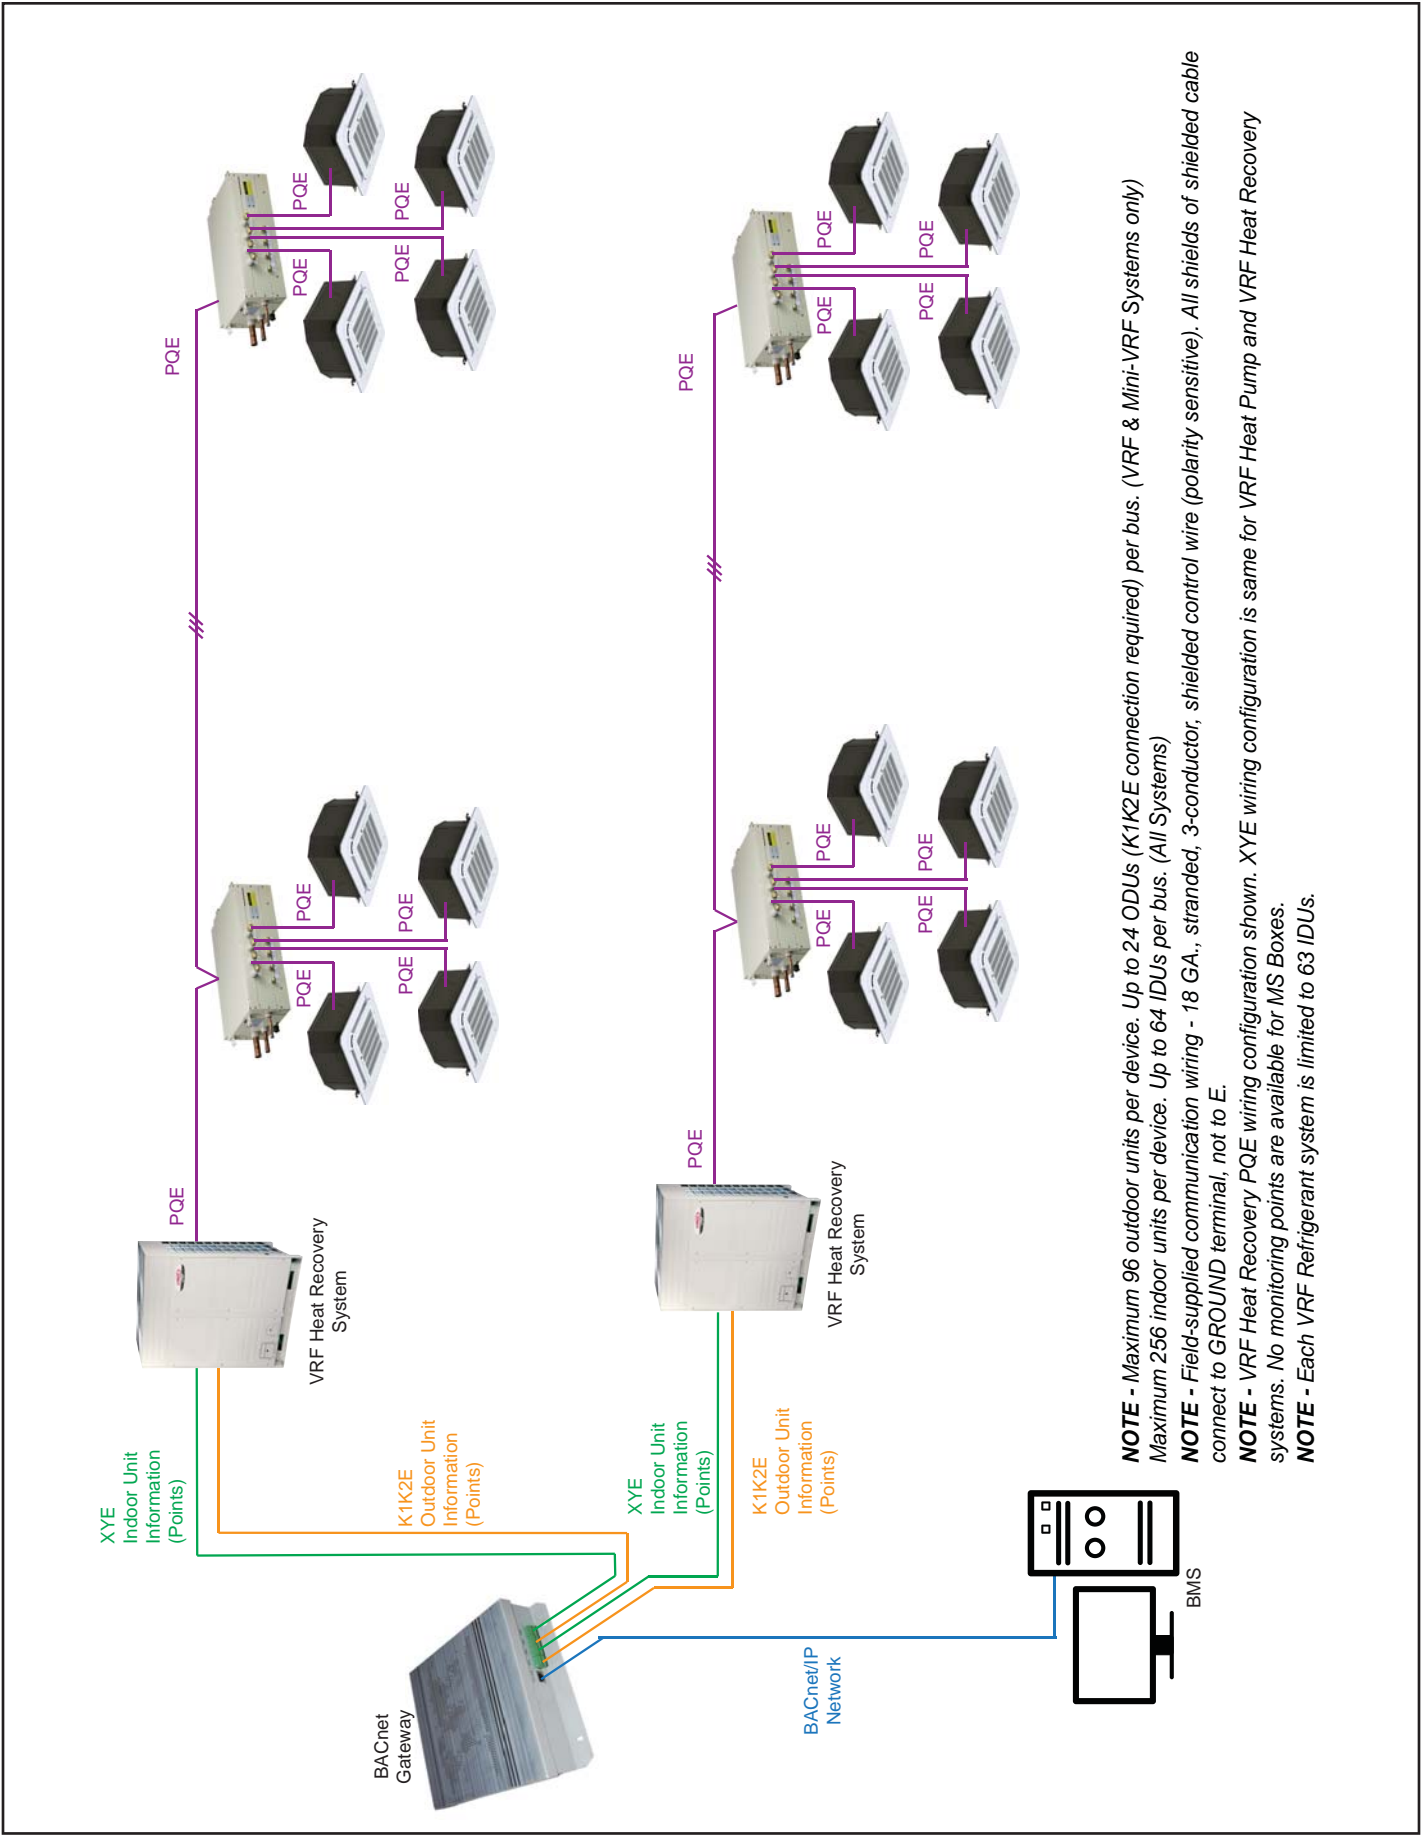 BACnet
Gateway
XYE
Indoor Unit
Information
(Points)
K1K2E
Outdoor Unit
Information
(Points)
VRF Heat Recovery
System
PQE
PQE
PQE
PQE
PQE
PQE
PQE
PQE
PQE
PQE
XYE
Indoor Unit
Information
(Points)
K1K2E
Outdoor Unit
Information
(Points)
VRF Heat Recovery
System
PQE
PQE
PQE
PQE
PQE
PQE
PQE
PQE
PQE
PQE
BACnet/IP
Network
BMS
NOTE - Maximum 96 outdoor units per device. Up to 24 ODUs (K1K2E connection required) per bus. (VRF & Mini-VRF Systems only)
Maximum 256 indoor units per device. Up to 64 IDUs per bus. (All Systems)
NOTE - Field-supplied communication wiring - 18 GA., stranded, 3-conductor, shielded control wire (polarity sensitive). All shields of shielded cable
connect to GROUND terminal, not to E.
NOTE - VRF Heat Recovery PQE wiring configuration shown. XYE wiring configuration is same for VRF Heat Pump and VRF Heat Recovery
systems. No monitoring points are available for MS Boxes.
NOTE - Each VRF Refrigerant system is limited to 63 IDUs.